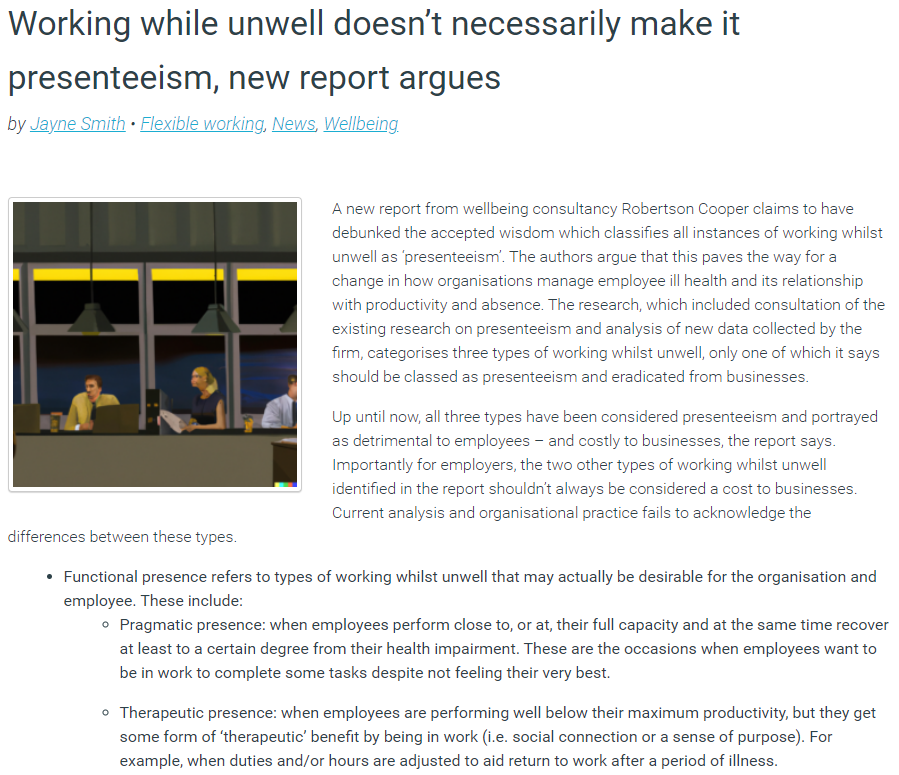 Working while unwell doesn’t necessarily make it
presenteeism, new report argues
by Jayne Smith • Flexible working, News, Wellbeing
A new report from wellbeing consultancy Robertson Cooper claims to have
debunked the accepted wisdom which classifies all instances of working whilst
unwell as ‘presenteeism’. The authors argue that this paves the way for a
change in how organisations manage employee ill health and its relationship
with productivity and absence. The research, which included consultation of the
existing research on presenteeism and analysis of new data collected by the
firm, categorises three types of working whilst unwell, only one of which it says
should be classed as presenteeism and eradicated from businesses.
Up until now, all three types have been considered presenteeism and portrayed
as detrimental to employees – and costly to businesses, the report says.
Importantly for employers, the two other types of working whilst unwell
identified in the report shouldn’t always be considered a cost to businesses.
Current analysis and organisational practice fails to acknowledge the
differences between these types.
• Functional presence refers to types of working whilst unwell that may actually be desirable for the organisation and
employee. These include:
◦ Pragmatic presence: when employees perform close to, or at, their full capacity and at the same time recover
at least to a certain degree from their health impairment. These are the occasions when employees want to
be in work to complete some tasks despite not feeling their very best.
◦ Therapeutic presence: when employees are performing well below their maximum productivity, but they get
some form of ‘therapeutic’ benefit by being in work (i.e. social connection or a sense of purpose). For
example, when duties and/or hours are adjusted to aid return to work after a period of illness.